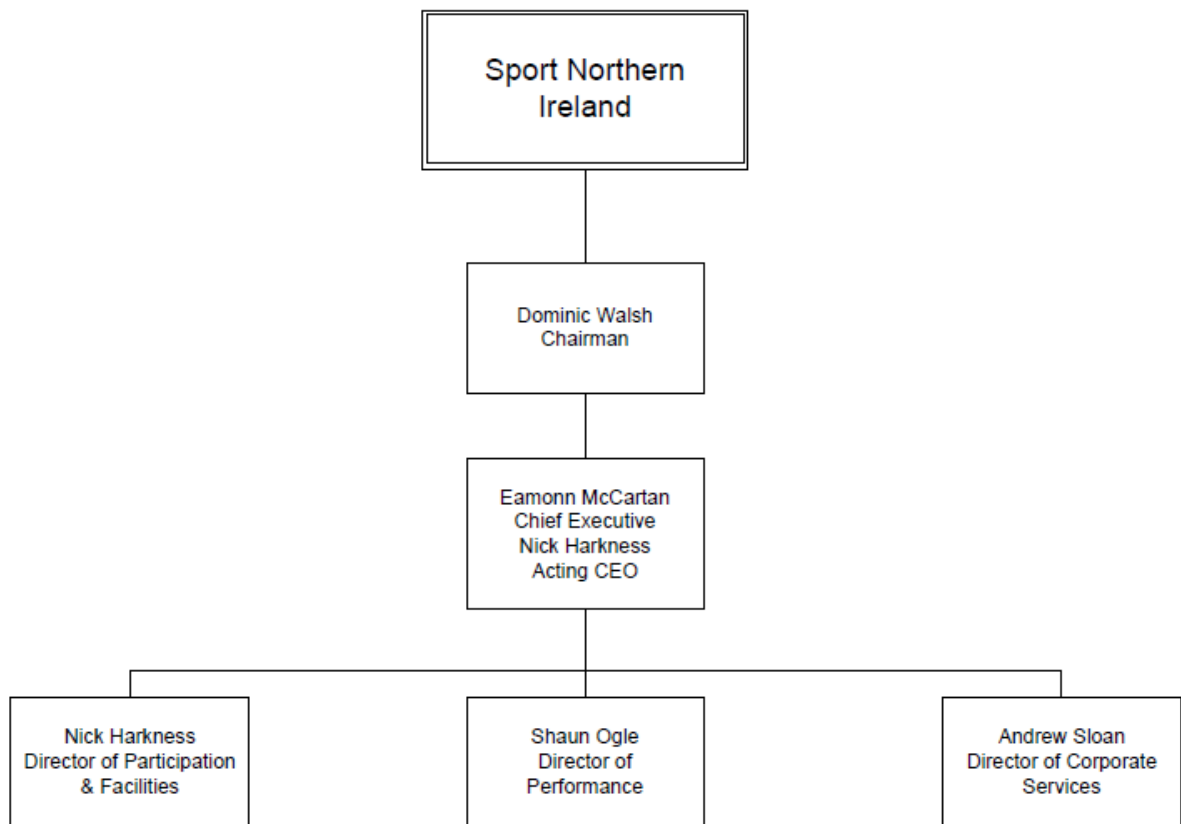 Sport Northern
Ireland
Dominic Walsh
Chairman
Eamonn McCartan
Chief Executive
Nick Harkness
Acting CEO
Nick Harkness
Director of Participation
& Facilities
Shaun Ogle
Director of
Performance
Andrew Sloan
Director of Corporate
Services